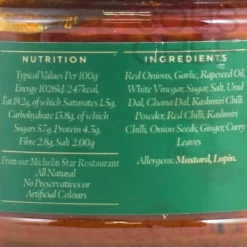 NUTRITION
Typical Values Per 100g
Energy 1026kJ 247kcal,
Fat 19.2g, of which Saturates 1.5g,
Carbohydrate 13.8g, of which
Sugar 5.7g, Protein 4.3g,
Fibre 2.8g, Salt 2.00g
From our Michelin Star Restaurant
All Natural
No Preservatives or
Artificial Colours
INGREDIENTS
Red Onions, Garlic, Rapeseed Oil,
White Vinegar, Sugar, Salt, Urad
Dal, Chana Dal, Kashmiri Chilli
Powder, Red Chilli, Kashmiri
Chilli, Onion Seeds, Ginger, Curry
Leaves
Allergens: Mustard, Lupin.